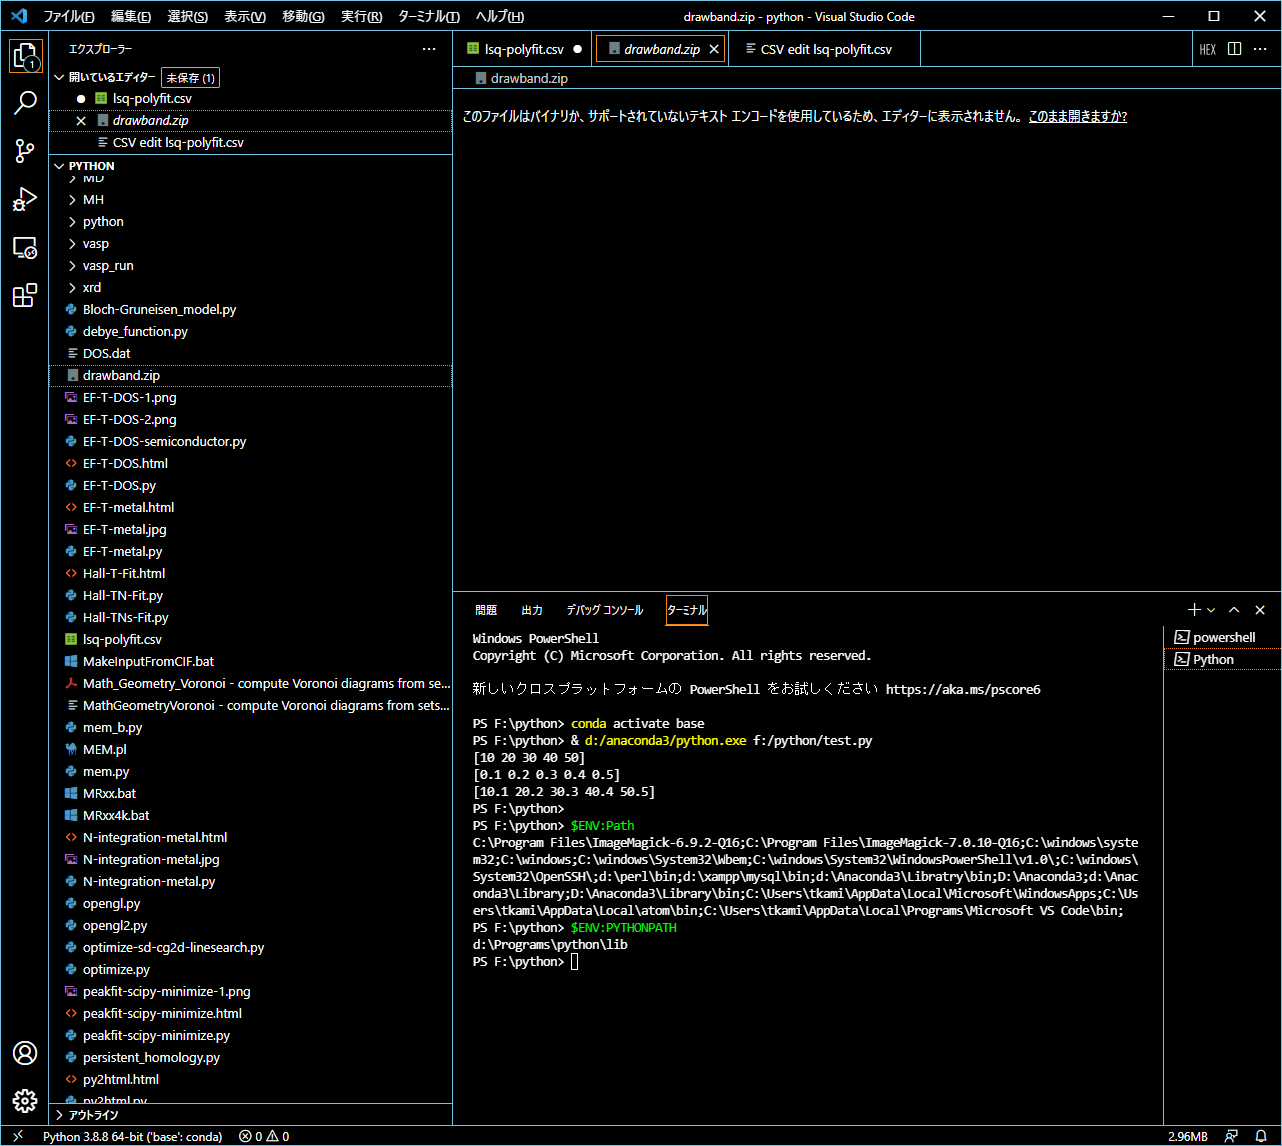 ファイル(F) 編集(E) 選択(S) 表示(V) 移動(G) 実行(R) ターミナル(T) ヘルプ(H) drawband.zip - python - Visual Studio Code
エクスプローラー
開いているエディター 未保存 (1)
lsq-polyfit.csv
drawband.zip
CSV edit lsq-polyfit.csv
PYTHON
MD
MH
python
vasp
vasp_run
xrd
Bloch-Gruneisen_model.py
debye_function.py
DOS.dat
drawband.zip
EF-T-DOS-1.png
EF-T-DOS-2.png
EF-T-DOS-semiconductor.py
EF-T-DOS.html
EF-T-DOS.py
EF-T-metal.html
EF-T-metal.jpg
EF-T-metal.py
Hall-T-Fit.html
Hall-TN-Fit.py
Hall-TNs-Fit.py
lsq-polyfit.csv
MakeInputFromCIF.bat
Math_Geometry_Voronoi - compute Voronoi diagrams from se...
MathGeometryVoronoi - compute Voronoi diagrams from sets...
mem_b.py
MEM.pl
mem.py
MRxx.bat
MRxx4k.bat
N-integration-metal.html
N-integration-metal.jpg
N-integration-metal.py
opengl.py
opengl2.py
optimize-sd-cg2d-linesearch.py
optimize.py
peakfit-scipy-minimize-1.png
peakfit-scipy-minimize.html
peakfit-scipy-minimize.py
persistent_homology.py
py2html.html
py2html.py
アウトライン
1
lsq-polyfit.csv drawband.zip CSV edit lsq-polyfit.csv HEX
drawband.zip
このファイルはバイナリか、サポートされていないテキスト エンコードを使用しているため、エディターに表示されません。このまま開きますか?
問題 出力 デバッグ コンソール ターミナル
Windows PowerShell
Copyright (C) Microsoft Corporation. All rights reserved.
新しいクロスプラットフォームの PowerShell をお試しください https://aka.ms/pscore6
PS F:\python> conda activate base
PS F:\python> & d:/anaconda3/python.exe f:/python/test.py
[10 20 30 40 50]
[0.1 0.2 0.3 0.4 0.5]
[10.1 20.2 30.3 40.4 50.5]
PS F:\python>
PS F:\python> $ENV:Path
C:\Program Files\ImageMagick-6.9.2-Q16;C:\Program Files\ImageMagick-7.0.10-Q16;C:\windows\syste
m32;C:\windows;C:\windows\System32\Wbem;C:\windows\System32\WindowsPowerShell\v1.0\;C:\windows\
System32\OpenSSH\;d:\perl\bin;d:\xampp\mysql\bin;d:\Anaconda3\Libratry\bin;D:\Anaconda3;d:\Anac
onda3\Library;D:\Anaconda3\Library\bin;C:\Users\tkami\AppData\Local\Microsoft\WindowsApps;C:\Us
ers\tkami\AppData\Local\atom\bin;C:\Users\tkami\AppData\Local\Programs\Microsoft VS Code\bin;
PS F:\python> $ENV:PYTHONPATH
d:\Programs\python\lib
PS F:\python>
powershell
Python
Python 3.8.8 64-bit ('base': conda) 0 0 2.96MB